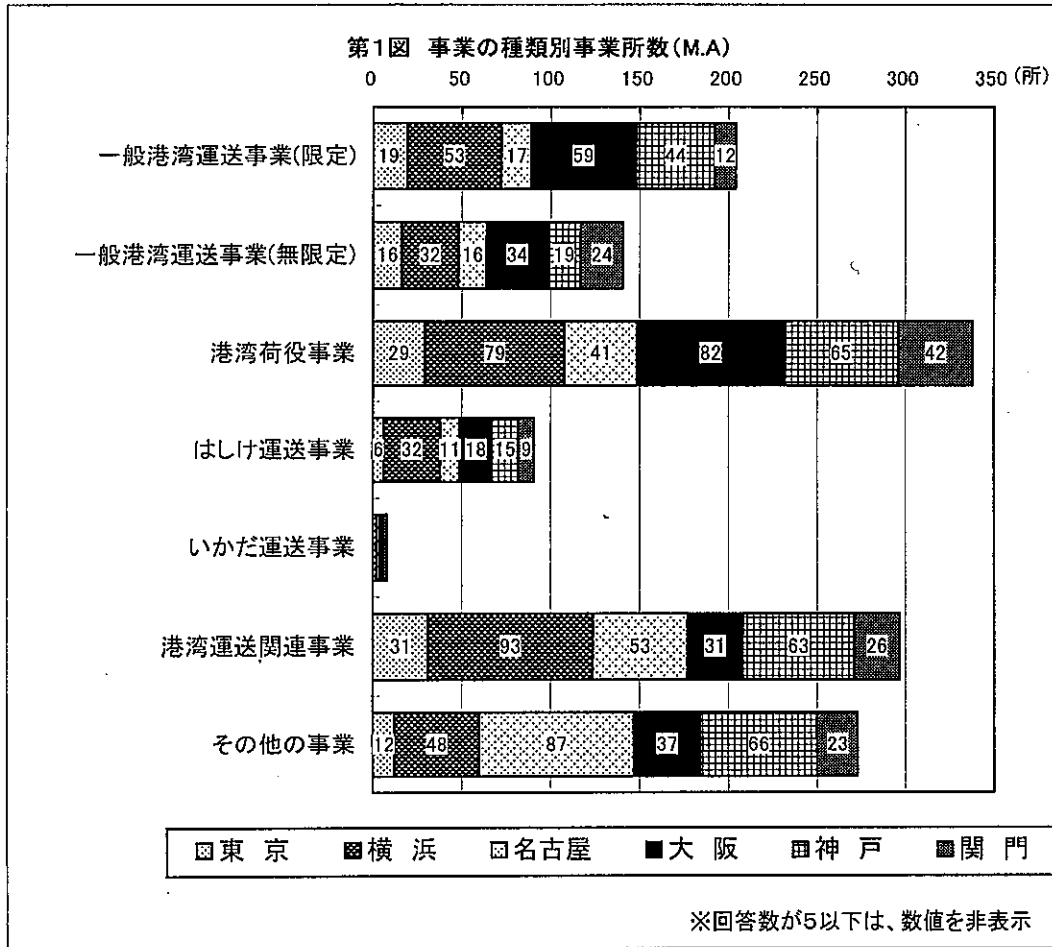 第1図 事業の種類別事業所数(M.A)
0 50 100 150 200 250 300 350 (所)
一般港湾運送事業(限定) 19 53 17 59 44 12
一般港湾運送事業(無限定) 16 32 16 34 19 24
港湾荷役事業 29 79 41 82 65 42
はしけ運送事業 6 32 11 18 15 9
いかだ運送事業
港湾運送関連事業 31 93 53 31 63 26
その他の事業 12 48 87 37 66 23
東 京 横 浜 名古屋 大 阪 神 戸 関 門
※回答数が5以下は、数値を非表示